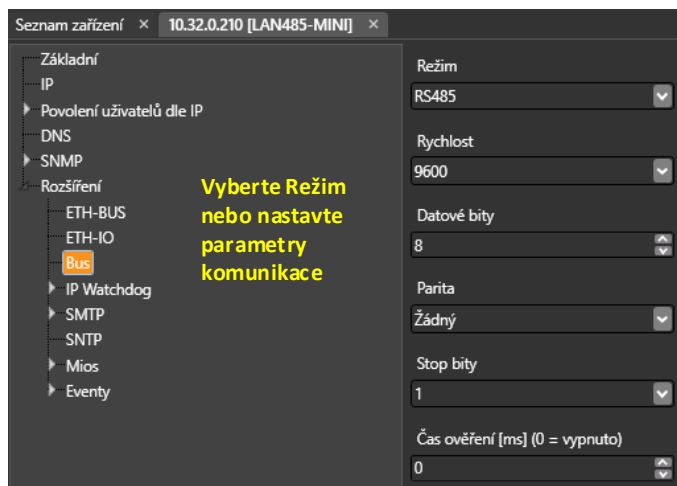 Seznam zařízení × 10.32.0.210 [LAN485-MINI] ×
Základní
IP
Povolení uživatelů dle IP
DNS
SNMP
Rozšíření
ETH-BUS
ETH-IO
Bus
IP Watchdog
SMTP
SNTP
Mios
Eventy
Vyberte Režim
nebo nastavte
parametry
komunikace
Režim
RS485
Rychlost
9600
Datové bity
8
Parita
Žádný
Stop bity
1
Čas ověření [ms] (0 = vypnuto)
0